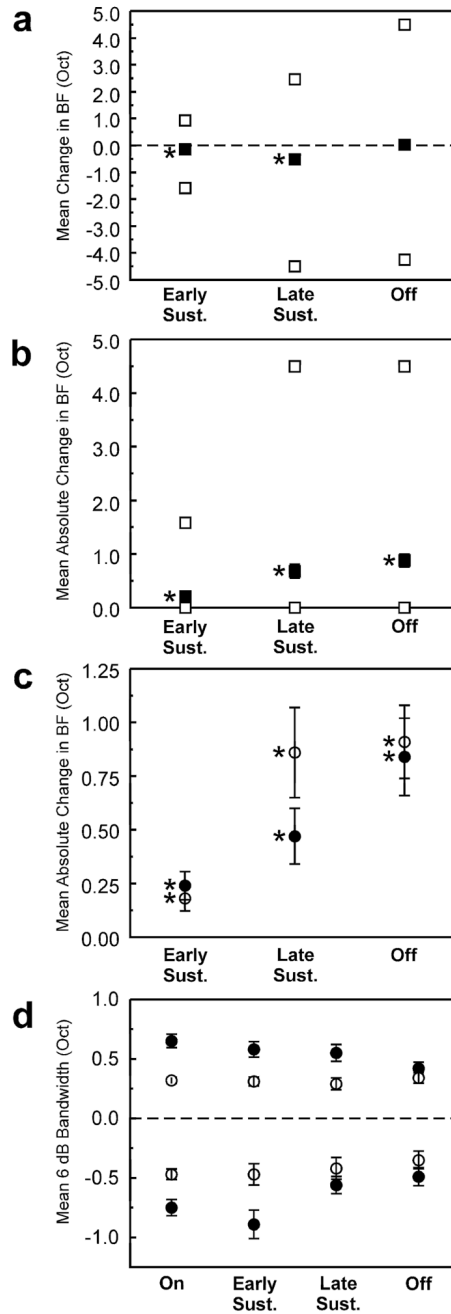 a
Mean Change in BF (Oct)
5.0
4.0
3.0
2.0
1.0
0.0
-1.0
-2.0
-3.0
-4.0
-5.0
*
*
Early Sust.
Late Sust.
Off
b
Mean Absolute Change in BF (Oct)
5.0
4.0
3.0
2.0
1.0
0.0
*
*
*
Early Sust.
Late Sust.
Off
c
Mean Absolute Change in BF (Oct)
1.25
1.00
0.75
0.50
0.25
0.00
*
*
*
*
*
*
Early Sust.
Late Sust.
Off
d
Mean 6 dB Bandwidth (Oct)
1.0
0.5
0.0
-0.5
-1.0
On
Early Sust.
Late Sust.
Off